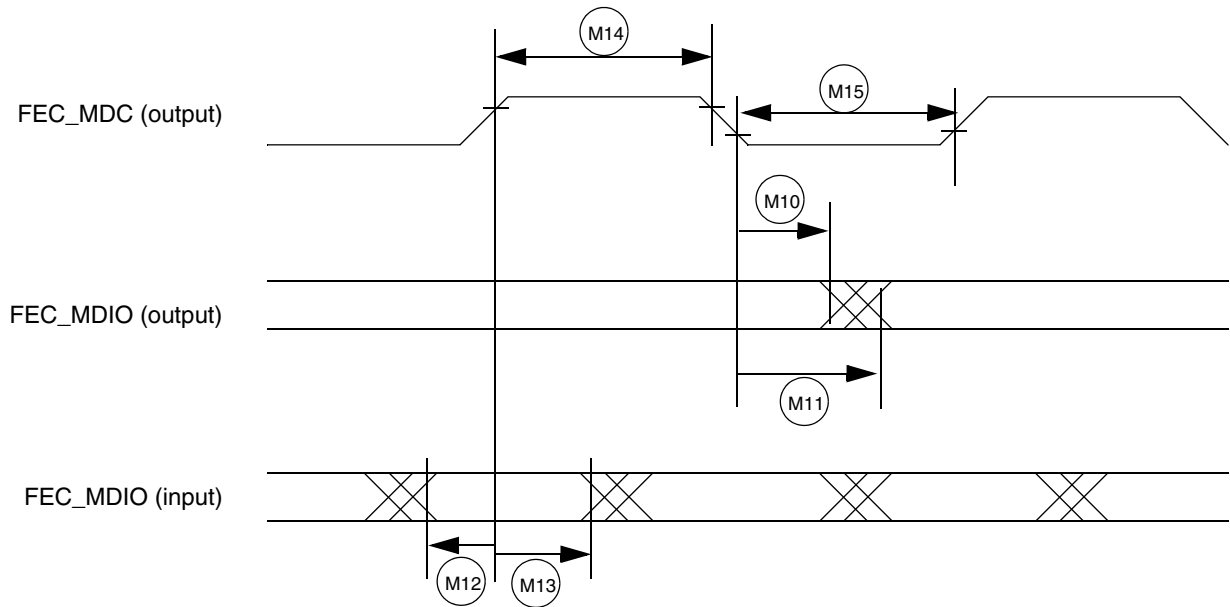 M14
FEC_MDC (output)
M15
M10
FEC_MDIO (output)
M11
FEC_MDIO (input)
M12
M13